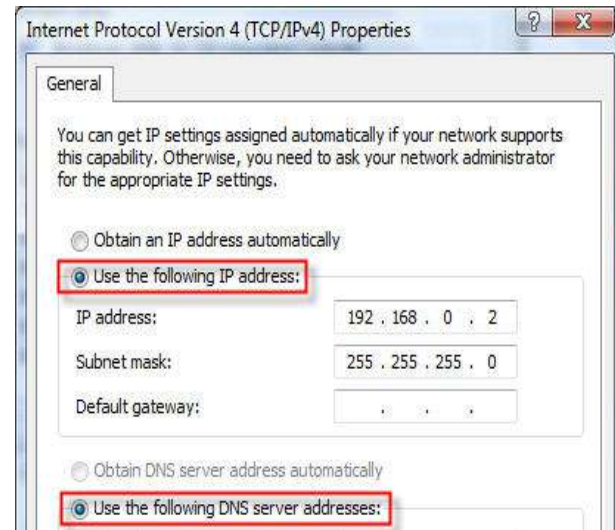 Internet Protocol Version 4 (TCP/IPv4) Properties
General
You can get IP settings assigned automatically if your network supports
this capability. Otherwise, you need to ask your network administrator
for the appropriate IP settings.
Obtain an IP address automatically
Use the following IP address:
IP address: 192 . 168 . 0 . 2
Subnet mask: 255 . 255 . 255 . 0
Default gateway: . . .
Obtain DNS server address automatically
Use the following DNS server addresses: